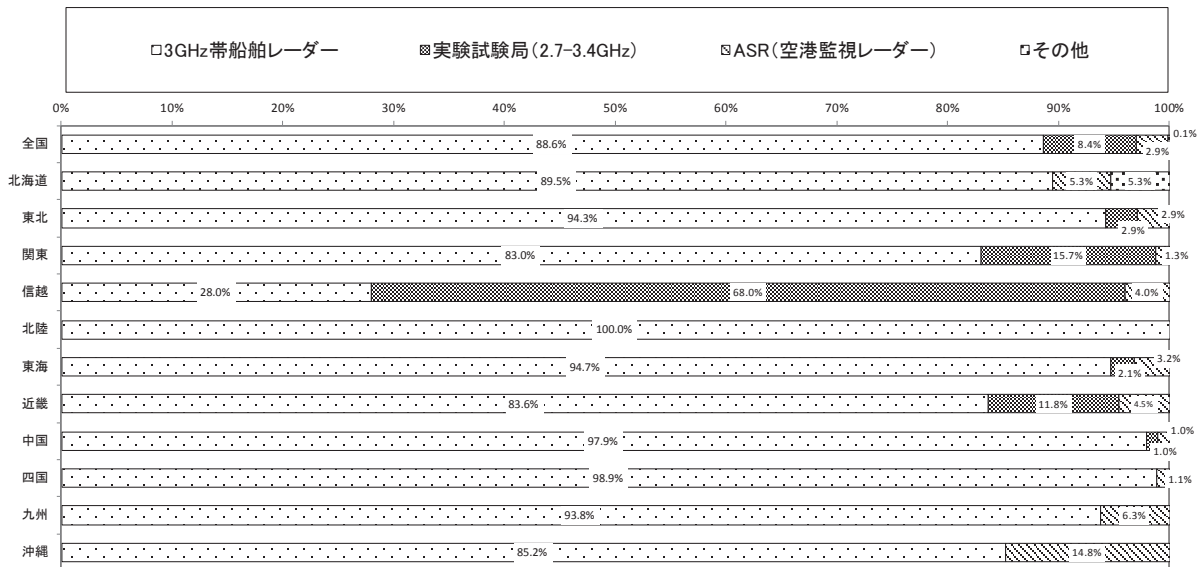 □3GHz帯船舶レーダー ▩実験試験局(2.7-3.4GHz) ▧ASR(空港監視レーダー) ⊡その他
0% 10% 20% 30% 40% 50% 60% 70% 80% 90% 100%
全国 88.6% 8.4% 2.9% 0.1%
北海道 89.5% 5.3% 5.3%
東北 94.3% 2.9% 2.9%
関東 83.0% 15.7% 1.3%
信越 28.0% 68.0% 4.0%
北陸 100.0%
東海 94.7% 2.1% 3.2%
近畿 83.6% 11.8% 4.5%
中国 97.9% 1.0% 1.0%
四国 98.9% 1.1%
九州 93.8% 6.3%
沖縄 85.2% 14.8%